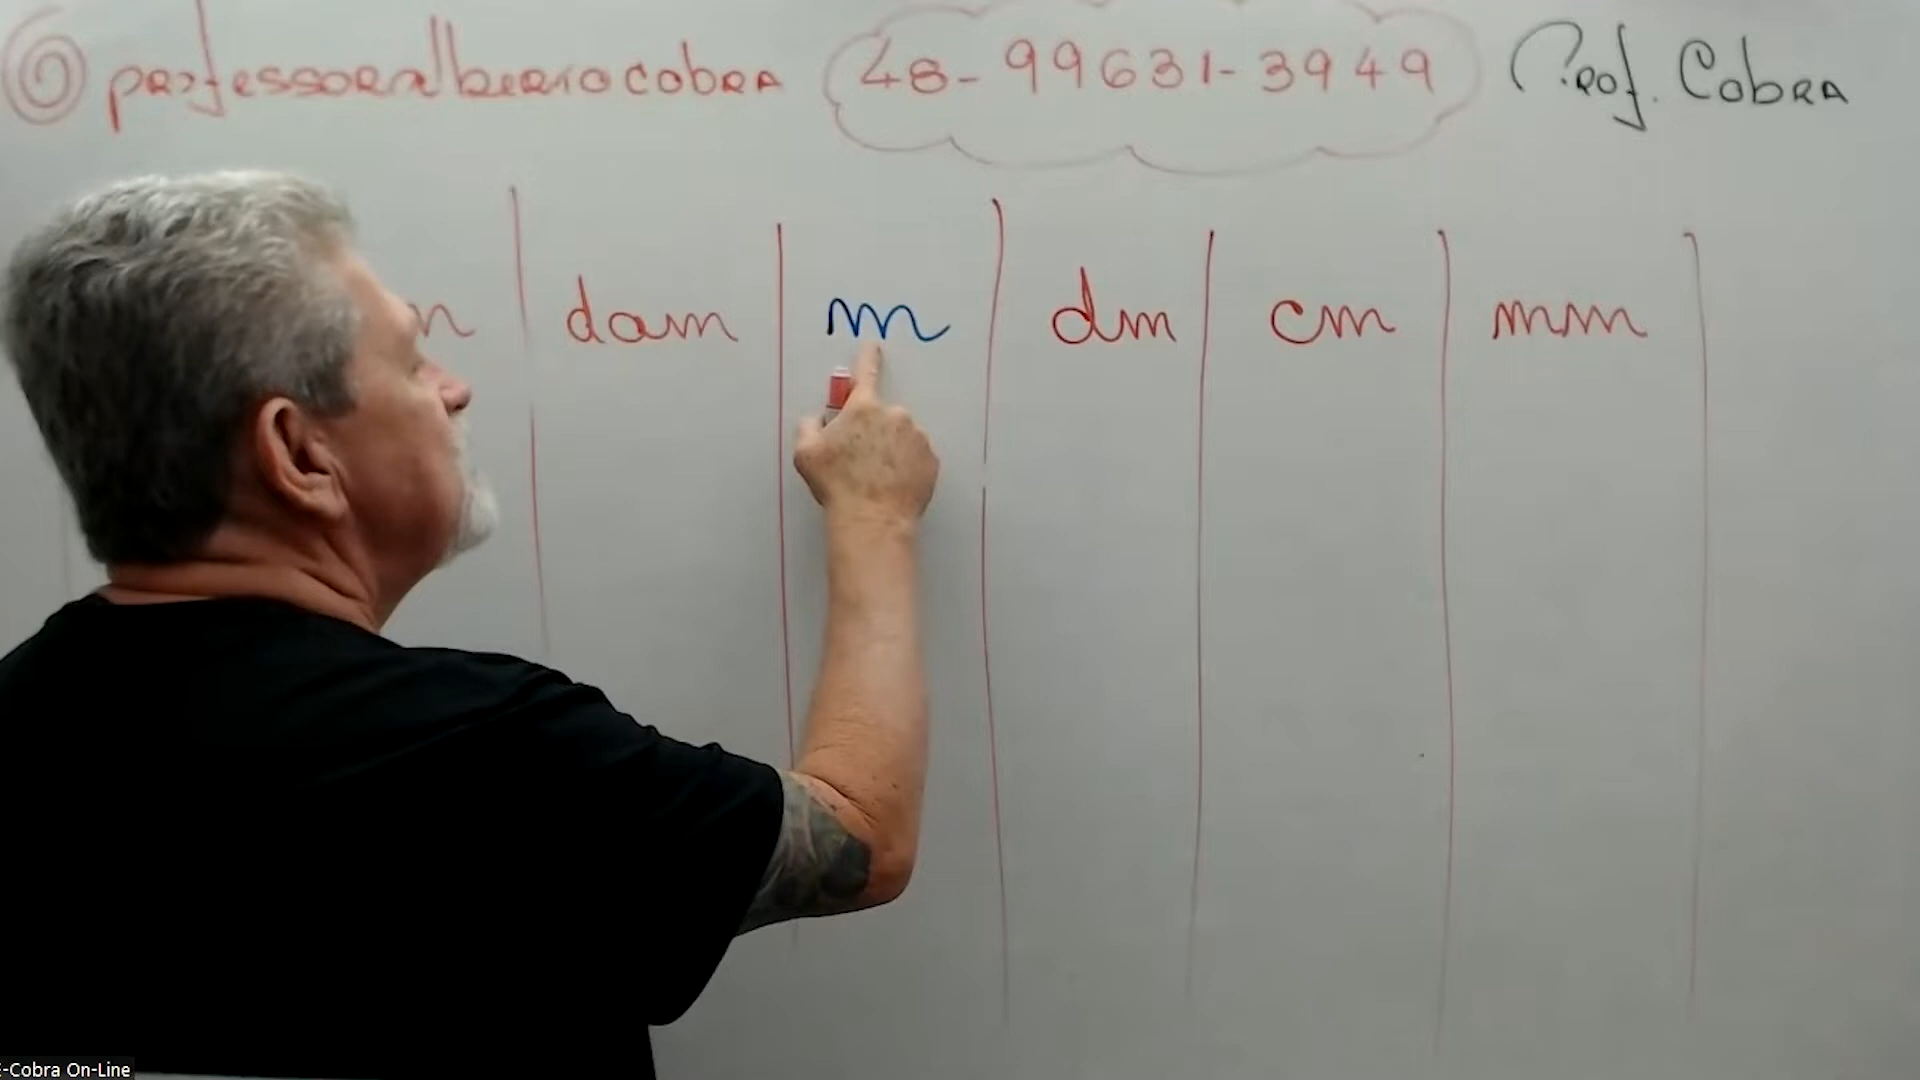 @professoralbertocobra 48-99631-3949 Prof. Cobra
dam m dm cm mm
E-Cobra On-Line